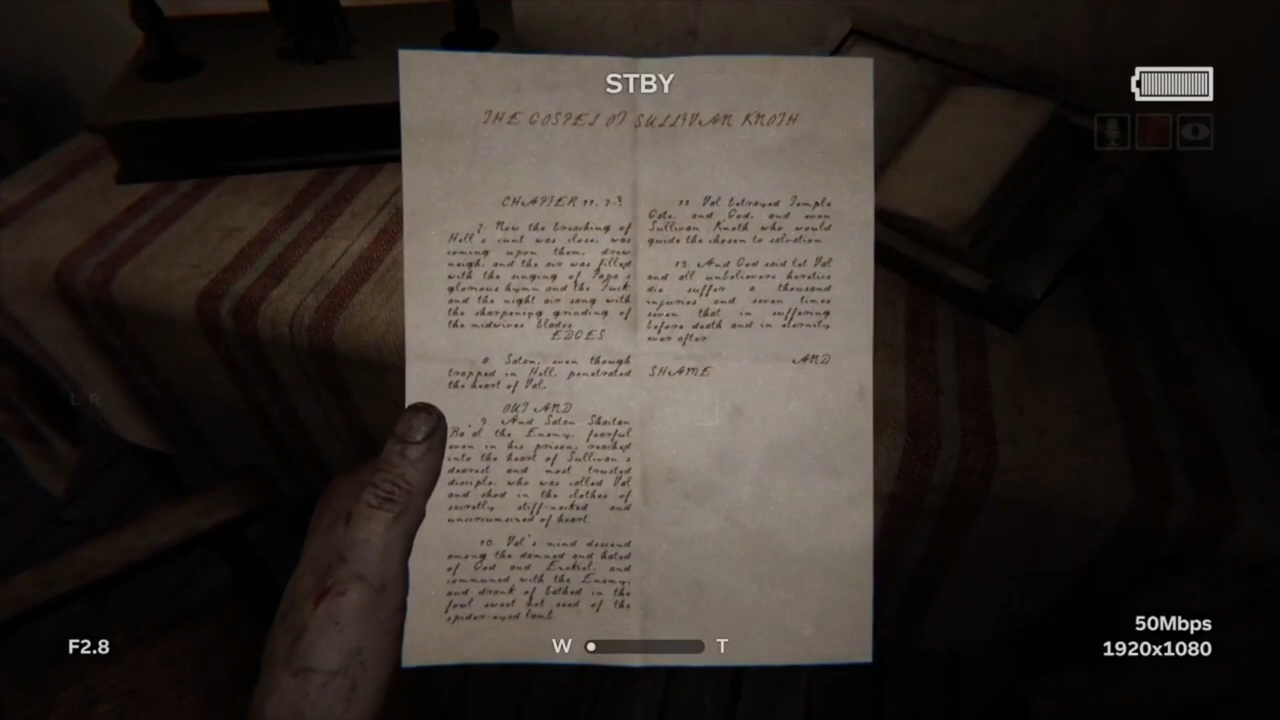 STBY
THE GOSPEL OF SULLIVAN KNOTH
CHAPTER 11. 7-?
7. Now the breaching of
Hell's cunt was close, was
coming upon them, drew
neigh, and the air was filled
with the singing of Papa's
glorious hymn and the Fuck
and the night air sang with
the sharpening grinding of
the midwives blades.
EDGES
8. Satan, even though
trapped in Hell, penetrated
the heart of Val.
OUT AND
9. And Satan Shaitan
Ba'al the Enemy, fearful
even in his prison, reached
into the heart of Sullivan's
dearest and most trusted
disciple, who was called Val
and shod in the clothes of
secretly stiff-necked and
uncircumsized of heart
10. Val's mind descend
among the damned and hated
of God and Ezekiel, and
communed with the Enemy,
and drank of bathed in the
foul sweet hot seed of the
spider-eyed lamb
11. Val betrayed Temple
Gate, and God, and even
Sullivan Knoth who would
guide the chosen to salvation
12. And God said let Val
and all unbelievers heretics
die suffer a thousand
injuries and seven times
seven that in suffering
before death and in eternity
ever after.
AND
SHAME
L R
F2.8
W T
50Mbps
1920x1080